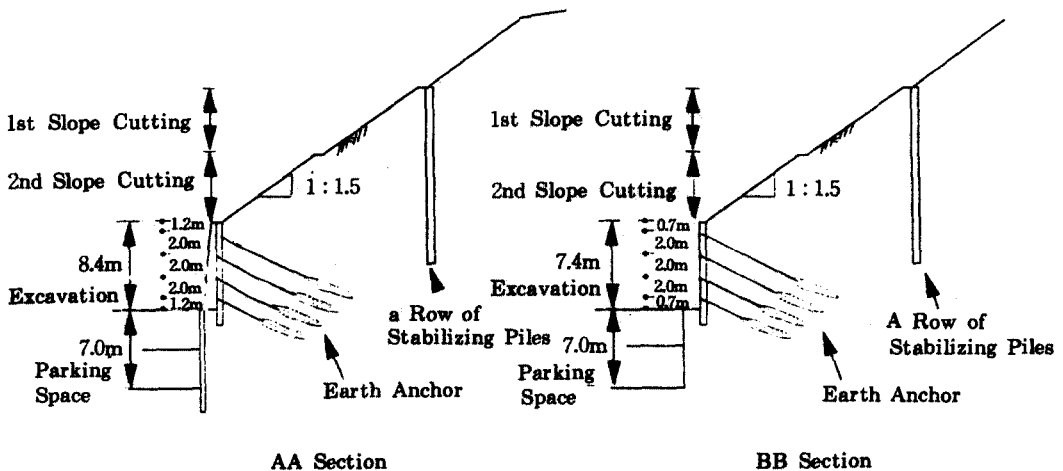 1st Slope Cutting
2nd Slope Cutting
1 : 1.5
1.2m
2.0m
2.0m
2.0m
1.2m
8.4m
Excavation
7.0m
Parking
Space
a Row of
Stabilizing Piles
Earth Anchor
AA Section
1st Slope Cutting
2nd Slope Cutting
1 : 1.5
0.7m
2.0m
2.0m
2.0m
0.7m
7.4m
Excavation
7.0m
Parking
Space
A Row of
Stabilizing Piles
Earth Anchor
BB Section